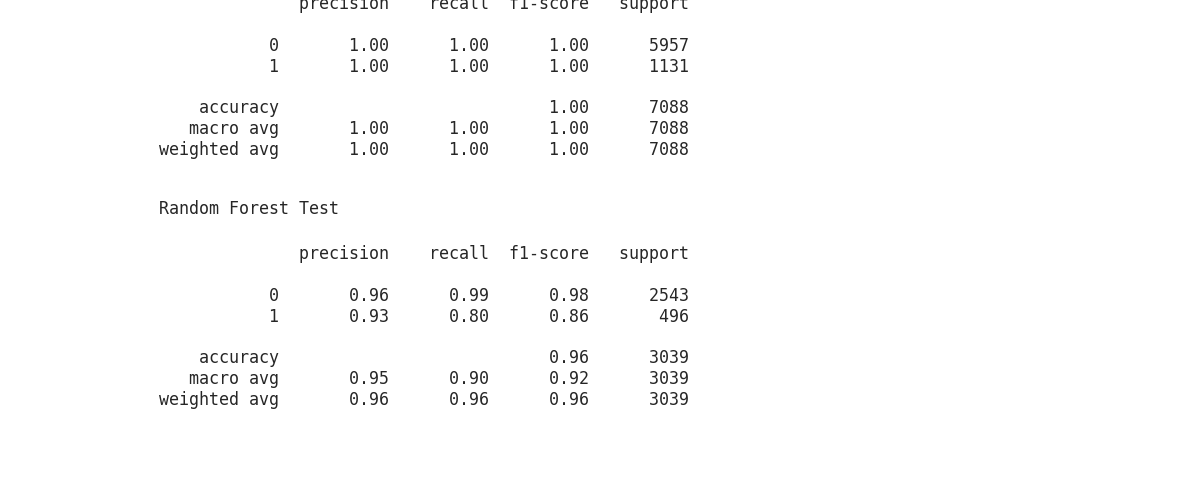 precision recall f1-score support
0 1.00 1.00 1.00 5957
1 1.00 1.00 1.00 1131
accuracy 1.00 7088
macro avg 1.00 1.00 1.00 7088
weighted avg 1.00 1.00 1.00 7088
Random Forest Test
precision recall f1-score support
0 0.96 0.99 0.98 2543
1 0.93 0.80 0.86 496
accuracy 0.96 3039
macro avg 0.95 0.90 0.92 3039
weighted avg 0.96 0.96 0.96 3039